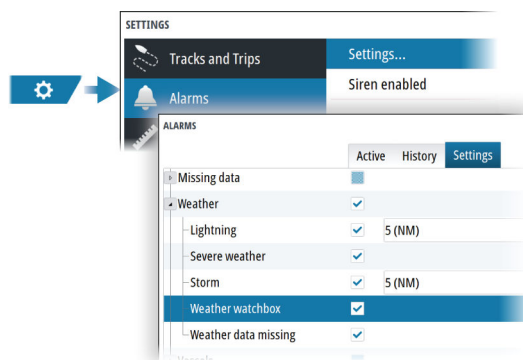 SETTINGS
Tracks and Trips
Settings...
Alarms
Siren enabled
ALARMS
Active History Settings
Missing data
Weather
Lightning 5 (NM)
Severe weather
Storm 5 (NM)
Weather watchbox
Weather data missing
Vessels